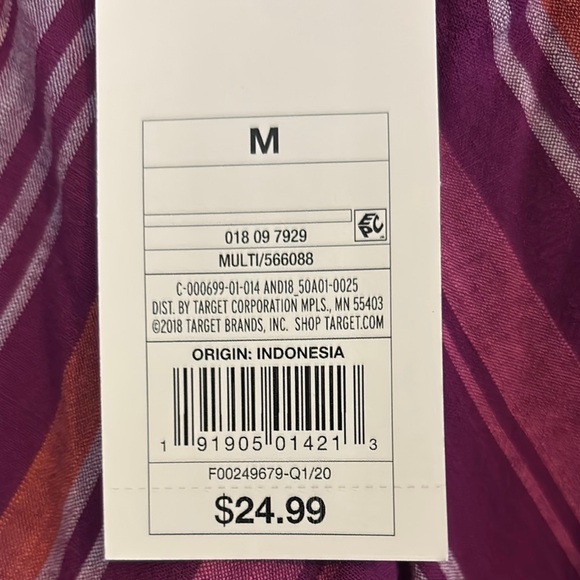 M
018 09 7929
EPC
MULTI/566088
C-000699-01-014 AND18_50A01-0025
DIST. BY TARGET CORPORATION MPLS., MN 55403
©2018 TARGET BRANDS, INC. SHOP TARGET.COM
ORIGIN: INDONESIA
1 91905 01421 3
F00249679-Q1/20
$24.99